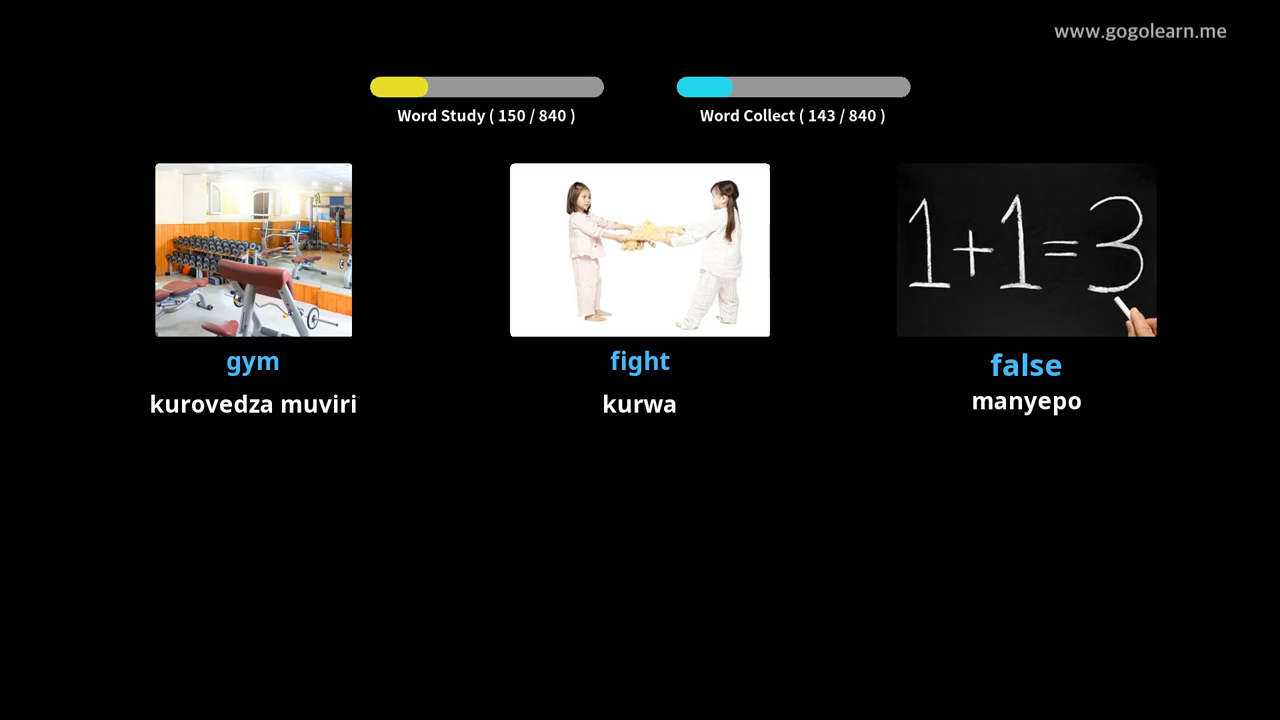 www.gogolearn.me
Word Study ( 150 / 840 )
Word Collect ( 143 / 840 )
1+1=3
gym
fight
false
kurovedza muviri
kurwa
manyepo